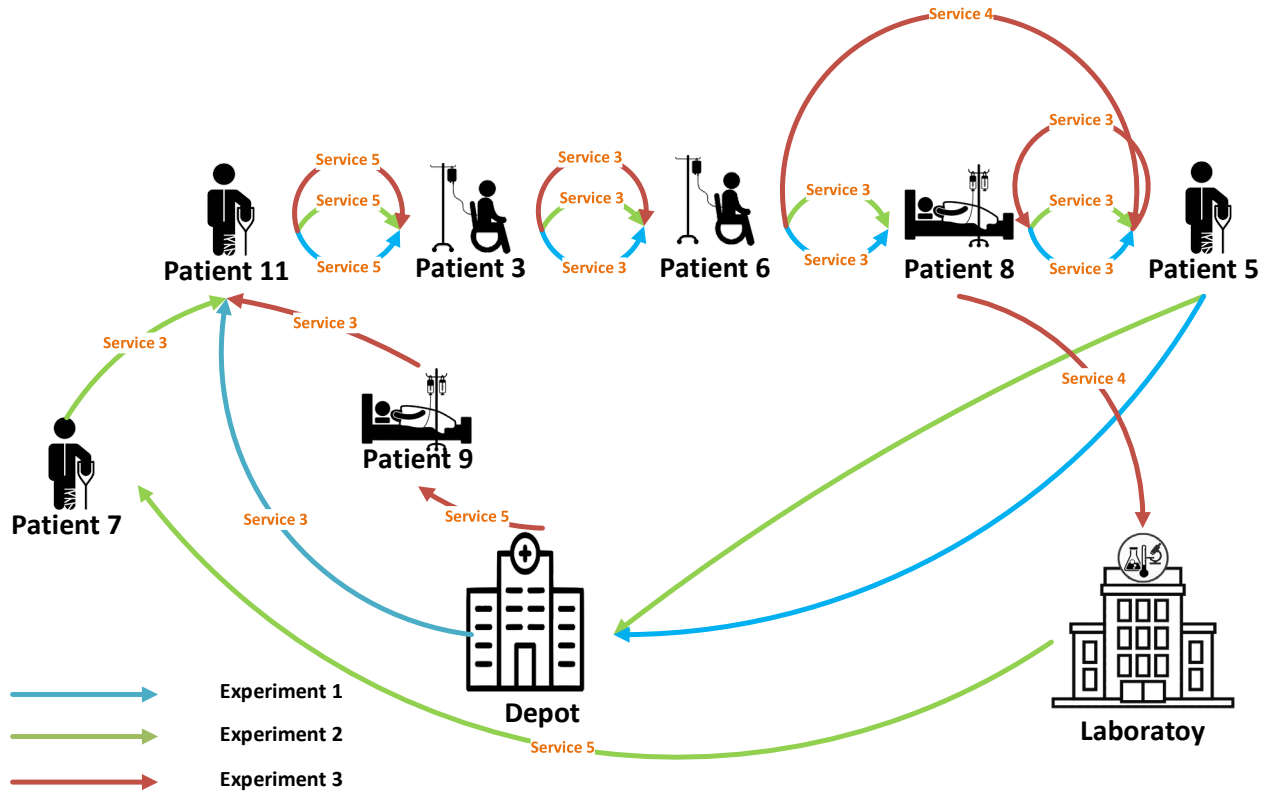 Service 4
Service 3
Service 5
Service 3
Service 5
Service 3
Service 3
Service 3
Service 5
Service 3
Service 3
Service 3
Patient 11
Patient 3
Patient 6
Patient 8
Patient 5
Service 3
Service 3
Service 4
Patient 9
Patient 7
Service 5
Service 3
Experiment 1
Depot
Laboratoy
Experiment 2
Service 5
Experiment 3